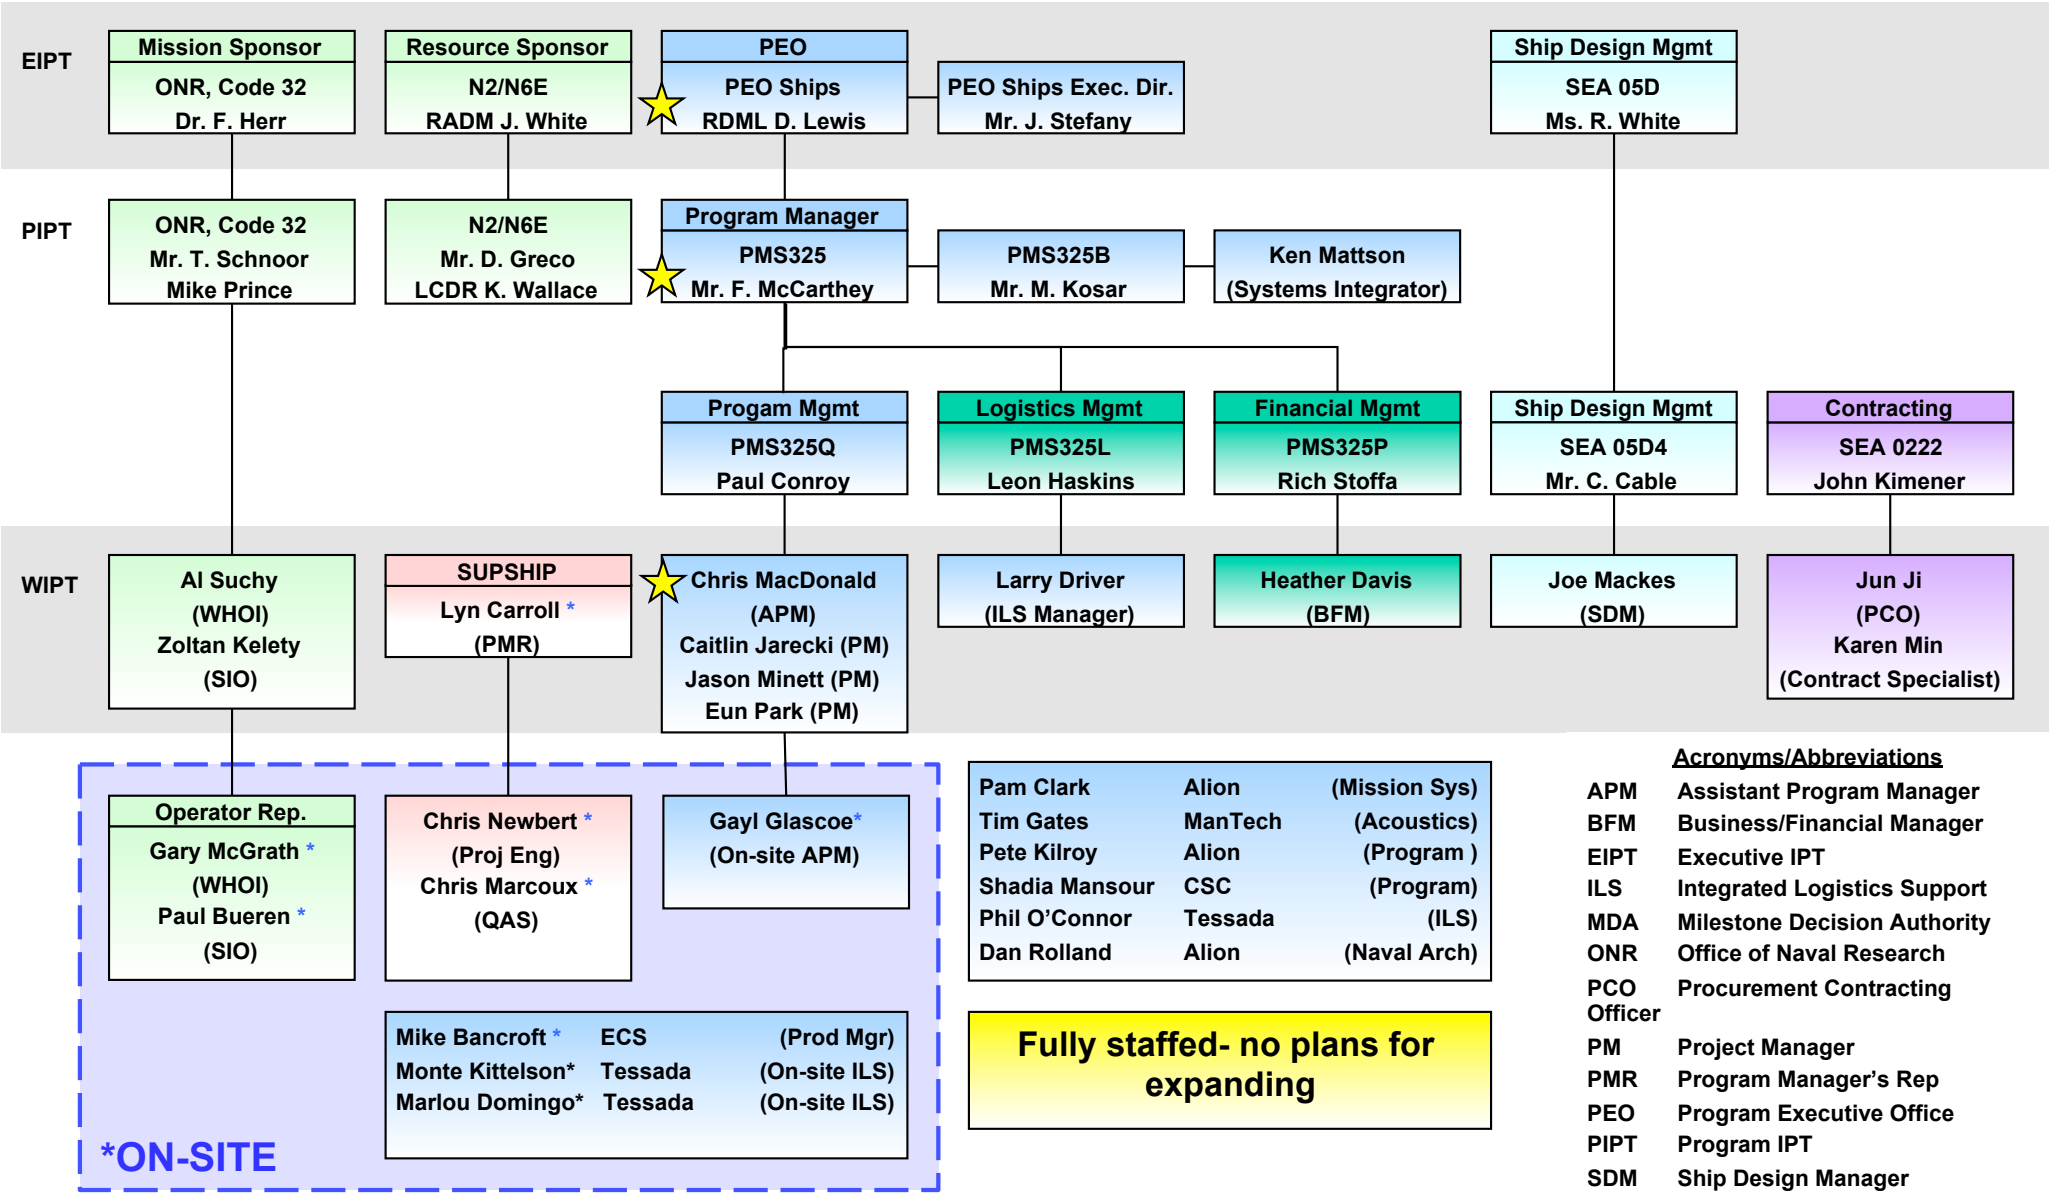 EIPT
Mission Sponsor
ONR, Code 32
Dr. F. Herr
Resource Sponsor
N2/N6E
RADM J. White
PEO
PEO Ships
RDML D. Lewis
PEO Ships Exec. Dir.
Mr. J. Stefany
Ship Design Mgmt
SEA 05D
Ms. R. White
PIPT
ONR, Code 32
Mr. T. Schnoor
Mike Prince
N2/N6E
Mr. D. Greco
LCDR K. Wallace
Program Manager
PMS325
Mr. F. McCarthey
PMS325B
Mr. M. Kosar
Ken Mattson
(Systems Integrator)
Progam Mgmt
PMS325Q
Paul Conroy
Logistics Mgmt
PMS325L
Leon Haskins
Financial Mgmt
PMS325P
Rich Stoffa
Ship Design Mgmt
SEA 05D4
Mr. C. Cable
Contracting
SEA 0222
John Kimener
WIPT
Al Suchy
(WHOI)
Zoltan Kelety
(SIO)
SUPSHIP
Lyn Carroll *
(PMR)
Chris MacDonald
(APM)
Caitlin Jarecki (PM)
Jason Minett (PM)
Eun Park (PM)
Larry Driver
(ILS Manager)
Heather Davis
(BFM)
Joe Mackes
(SDM)
Jun Ji
(PCO)
Karen Min
(Contract Specialist)
Operator Rep.
Gary McGrath *
(WHOI)
Paul Bueren *
(SIO)
Chris Newbert *
(Proj Eng)
Chris Marcoux *
(QAS)
Gayl Glascoe*
(On-site APM)
Mike Bancroft * ECS (Prod Mgr)
Monte Kittelson* Tessada (On-site ILS)
Marlou Domingo* Tessada (On-site ILS)
*ON-SITE
Pam Clark Alion (Mission Sys)
Tim Gates ManTech (Acoustics)
Pete Kilroy Alion (Program )
Shadia Mansour CSC (Program)
Phil O’Connor Tessada (ILS)
Dan Rolland Alion (Naval Arch)
Fully staffed- no plans for
expanding
Acronyms/Abbreviations
APM Assistant Program Manager
BFM Business/Financial Manager
EIPT Executive IPT
ILS Integrated Logistics Support
MDA Milestone Decision Authority
ONR Office of Naval Research
PCO Procurement Contracting
Officer
PM Project Manager
PMR Program Manager’s Rep
PEO Program Executive Office
PIPT Program IPT
SDM Ship Design Manager